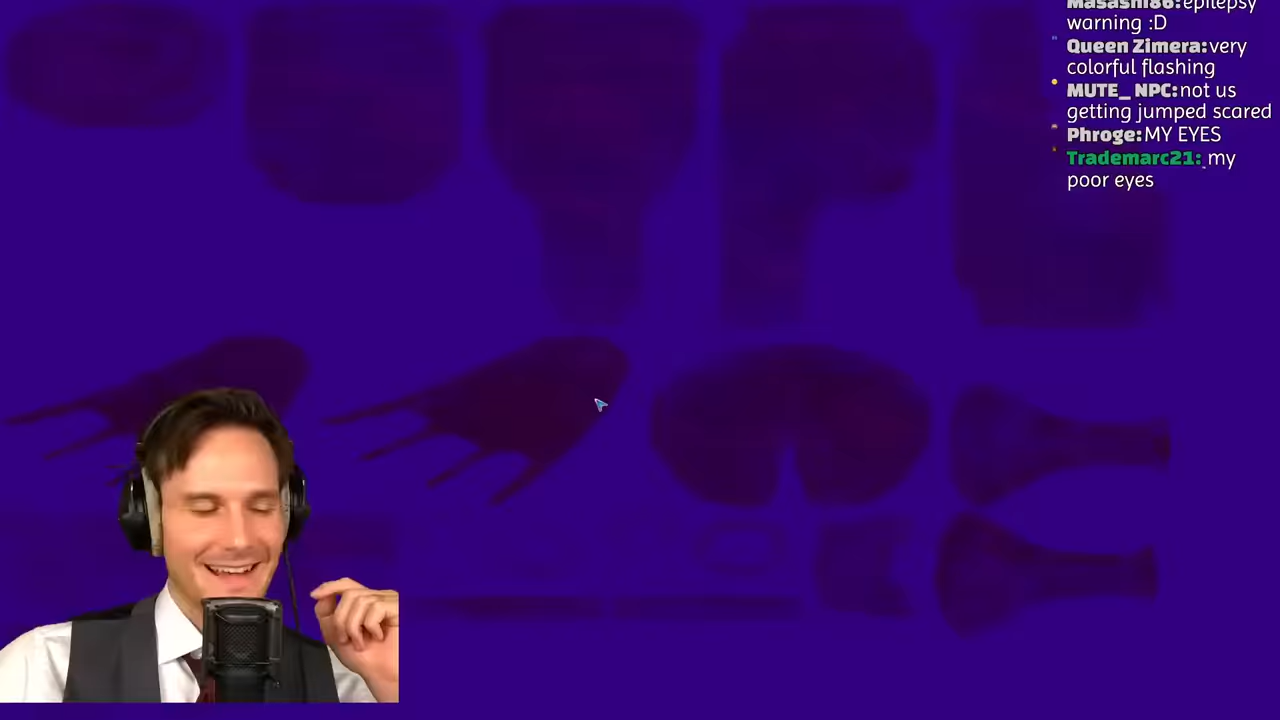 Masashi86: epilepsy
warning :D
Queen Zimera: very
colorful flashing
MUTE_NPC: not us
getting jumped scared
Phroge: MY EYES
Trademarc21: my
poor eyes